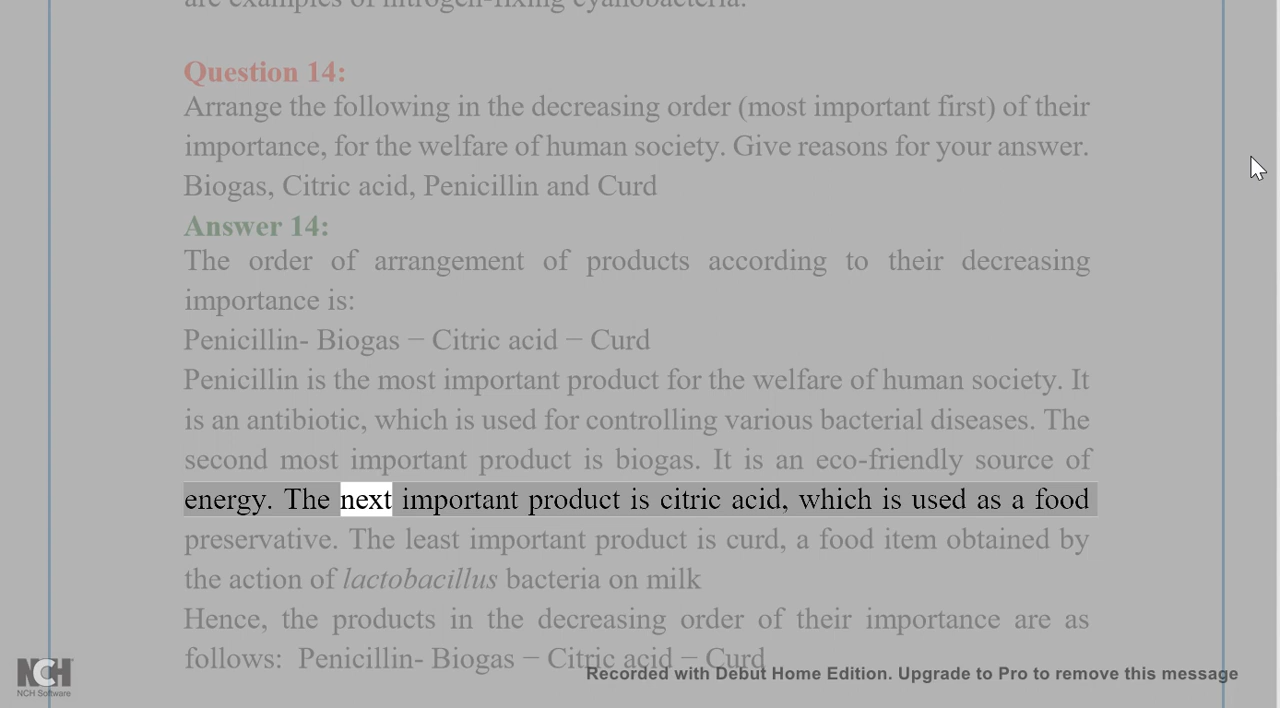 are examples of nitrogen-fixing cyanobacteria.
Question 14:
Arrange the following in the decreasing order (most important first) of their
importance, for the welfare of human society. Give reasons for your answer.
Biogas, Citric acid, Penicillin and Curd
Answer 14:
The order of arrangement of products according to their decreasing
importance is:
Penicillin- Biogas − Citric acid − Curd
Penicillin is the most important product for the welfare of human society. It
is an antibiotic, which is used for controlling various bacterial diseases. The
second most important product is biogas. It is an eco-friendly source of
energy. The next important product is citric acid, which is used as a food
preservative. The least important product is curd, a food item obtained by
the action of lactobacillus bacteria on milk
Hence, the products in the decreasing order of their importance are as
follows:  Penicillin- Biogas − Citric acid − Curd
Recorded with Debut Home Edition. Upgrade to Pro to remove this message
NCH
NCH Software